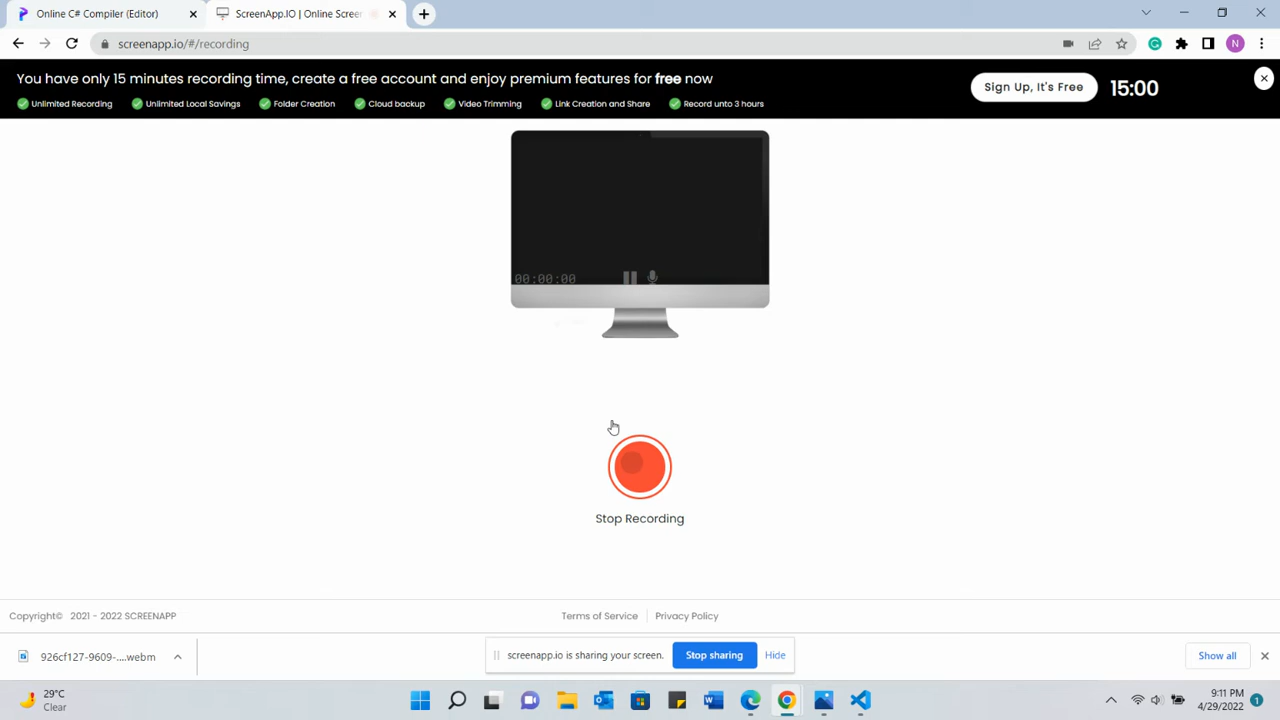 Online C# Compiler (Editor)
ScreenApp.IO | Online Screen
screenapp.io/#/recording
N
You have only 15 minutes recording time, create a free account and enjoy premium features for free now
Sign Up, It's Free
15:00
Unlimited Recording
Unlimited Local Savings
Folder Creation
Cloud backup
Video Trimming
Link Creation and Share
Record unto 3 hours
00:00:00
Stop Recording
Copyright© 2021 - 2022 SCREENAPP
Terms of Service
Privacy Policy
926cf127-9609-....webm
screenapp.io is sharing your screen.
Stop sharing
Hide
Show all
29°C
Clear
9:11 PM
4/29/2022
1